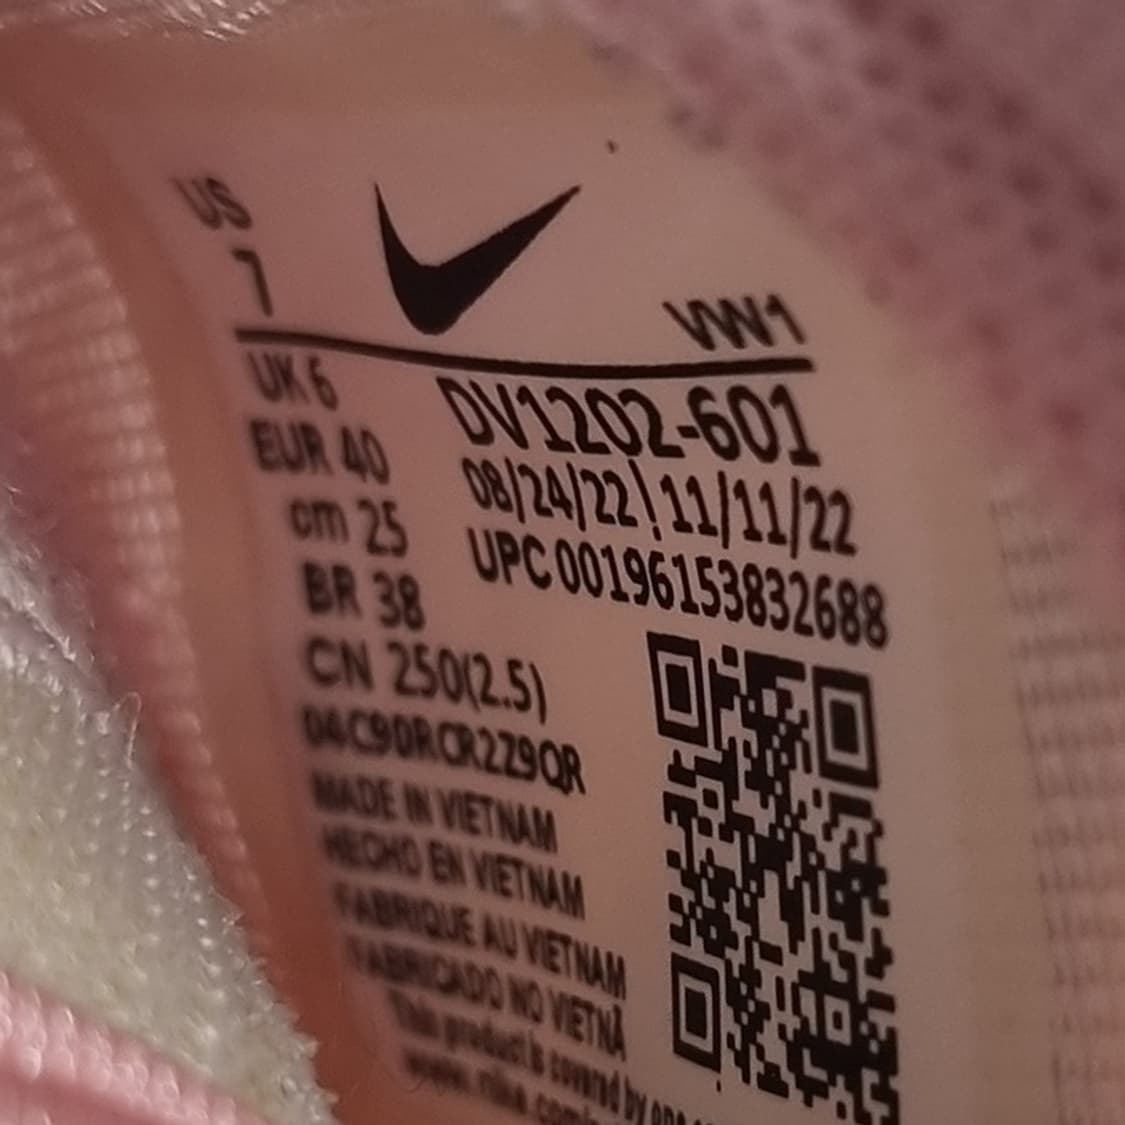 US
7
VW1
UK 6
DV1202-601
EUR 40
08/24/22 | 11/11/22
cm 25
UPC 00196153832688
BR 38
CN 250(2.5)
D4C90RCR2Z9QR
MADE IN VIETNAM
HECHO EN VIETNAM
FABRIQUE AU VIETNAM
FABRICADO NO VIETNÃ
This product is covered by one
www.nike.com